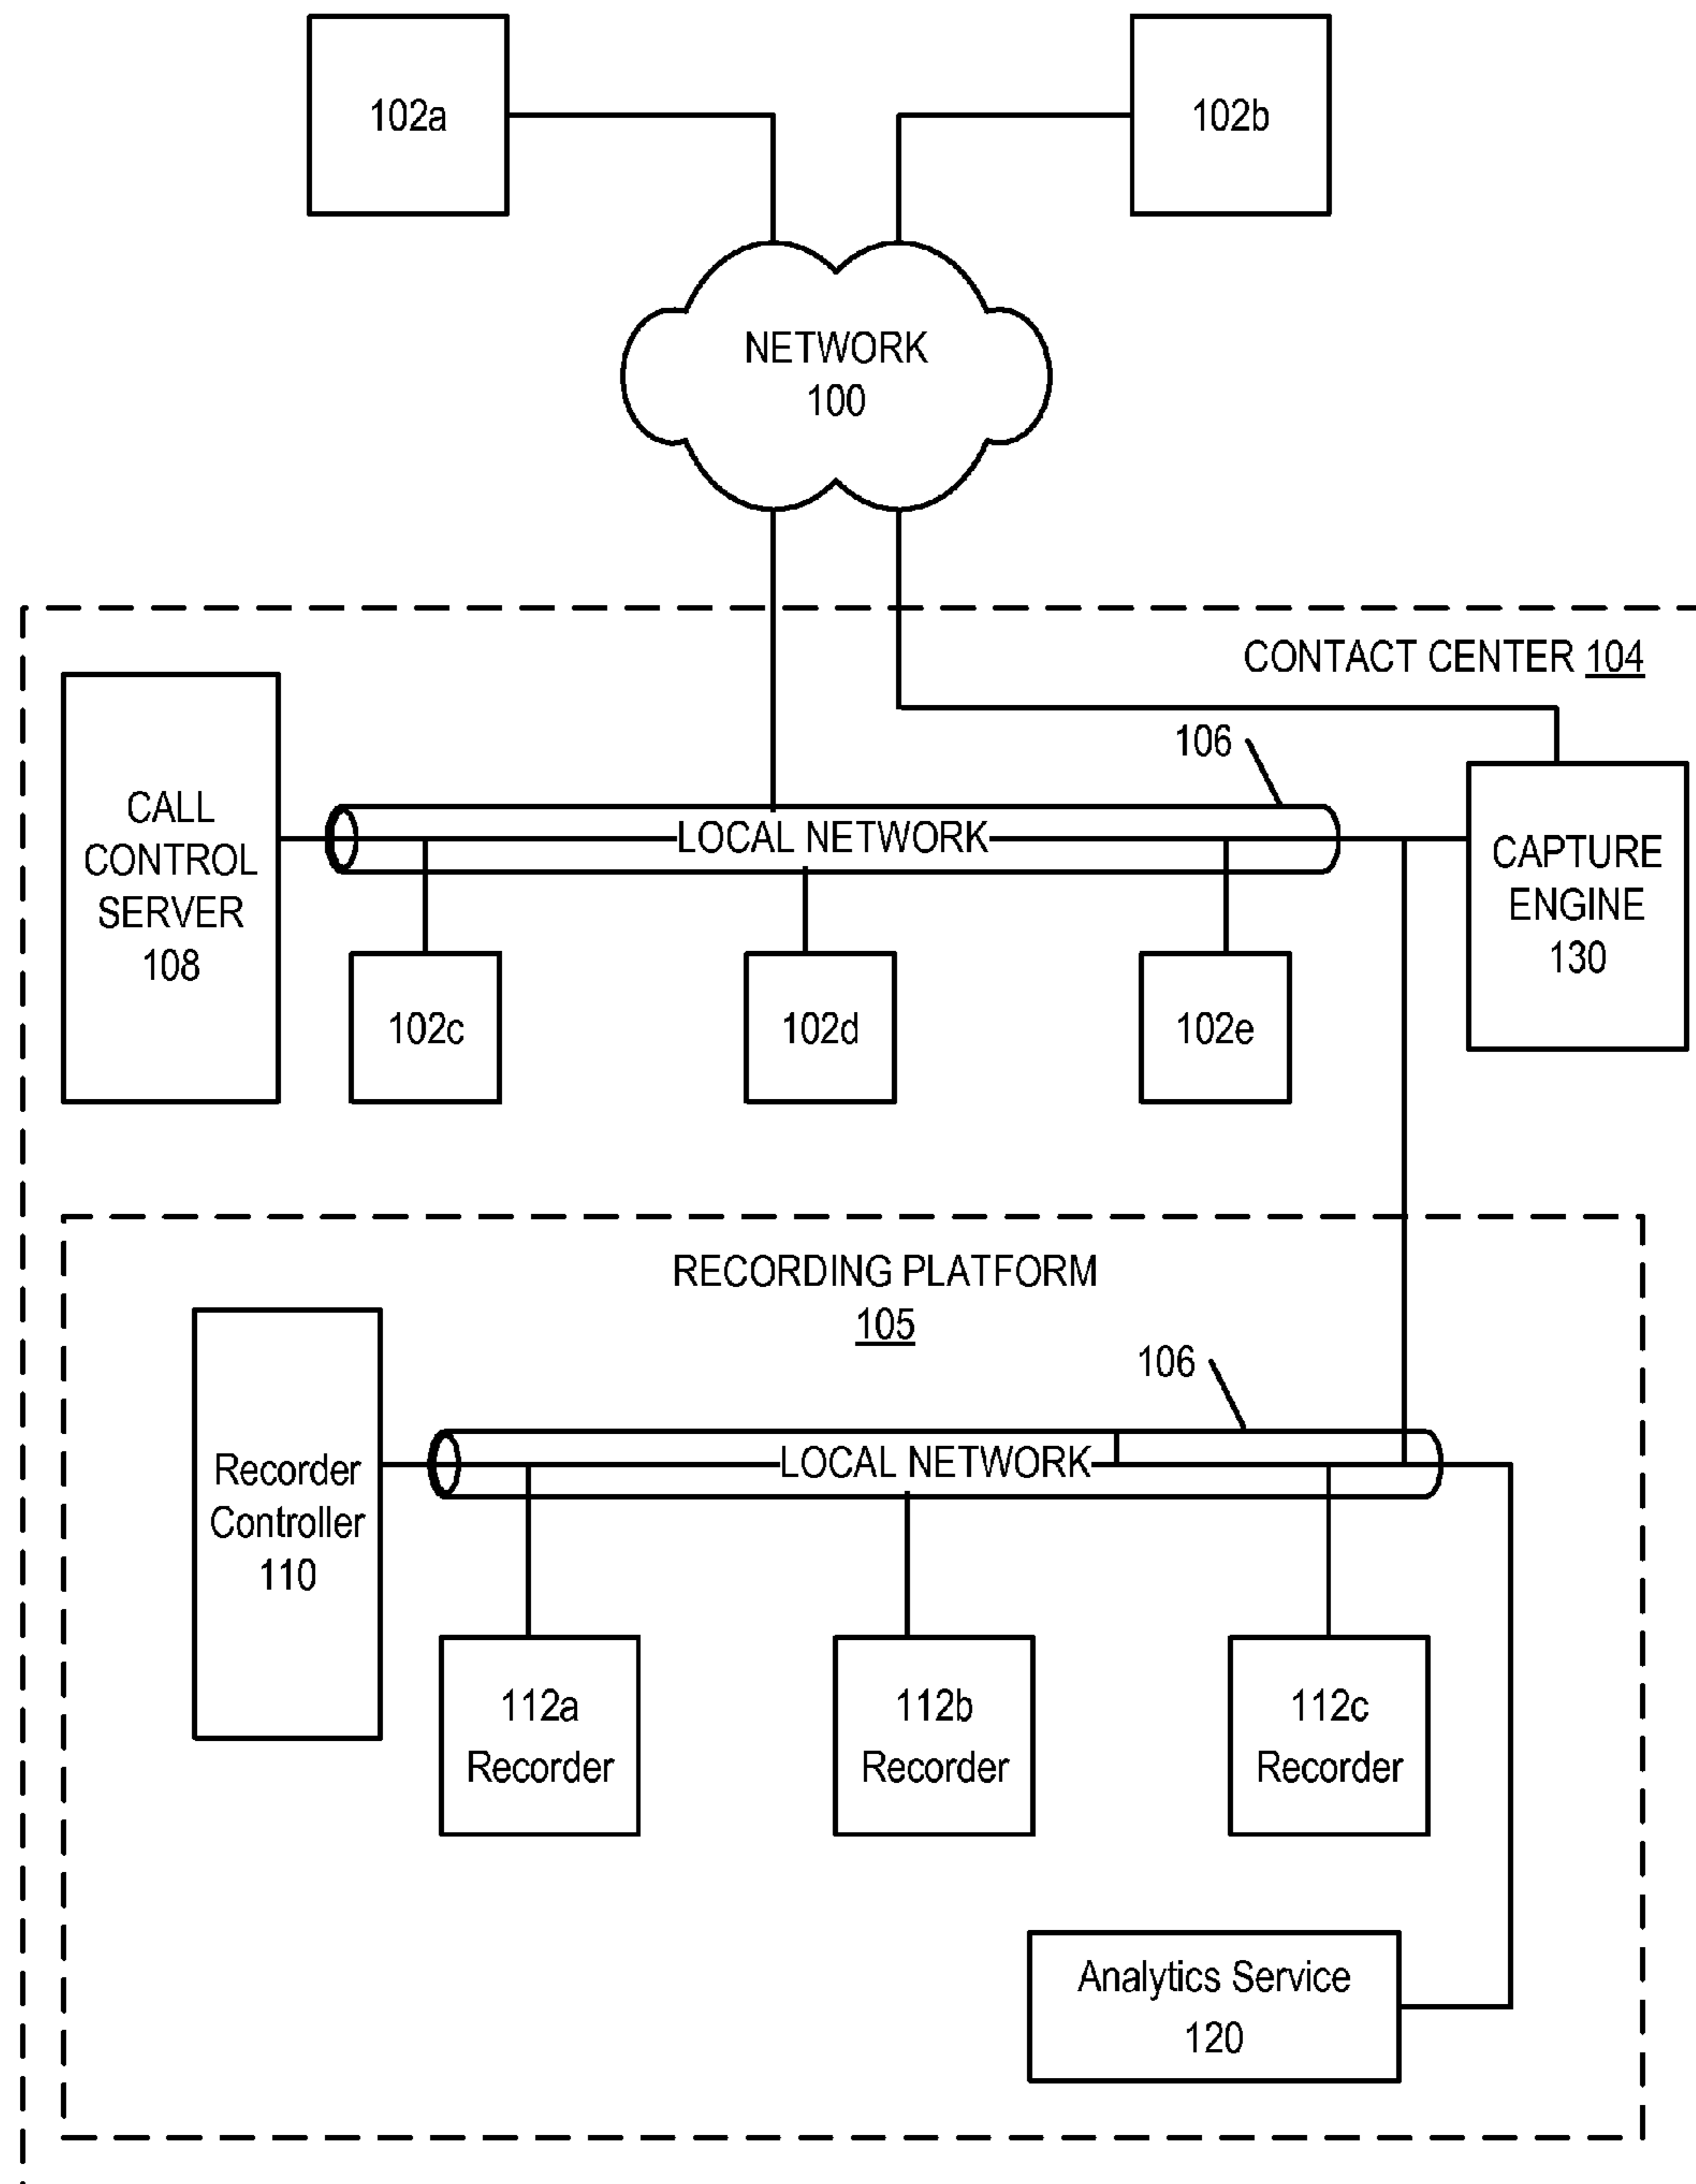 102a
102b
NETWORK
100
CONTACT CENTER 104
106
CALL
CONTROL
SERVER
108
LOCAL NETWORK
CAPTURE
ENGINE
130
102c
102d
102e
RECORDING PLATFORM
105
106
Recorder
Controller
110
LOCAL NETWORK
112a
Recorder
112b
Recorder
112c
Recorder
Analytics Service
120